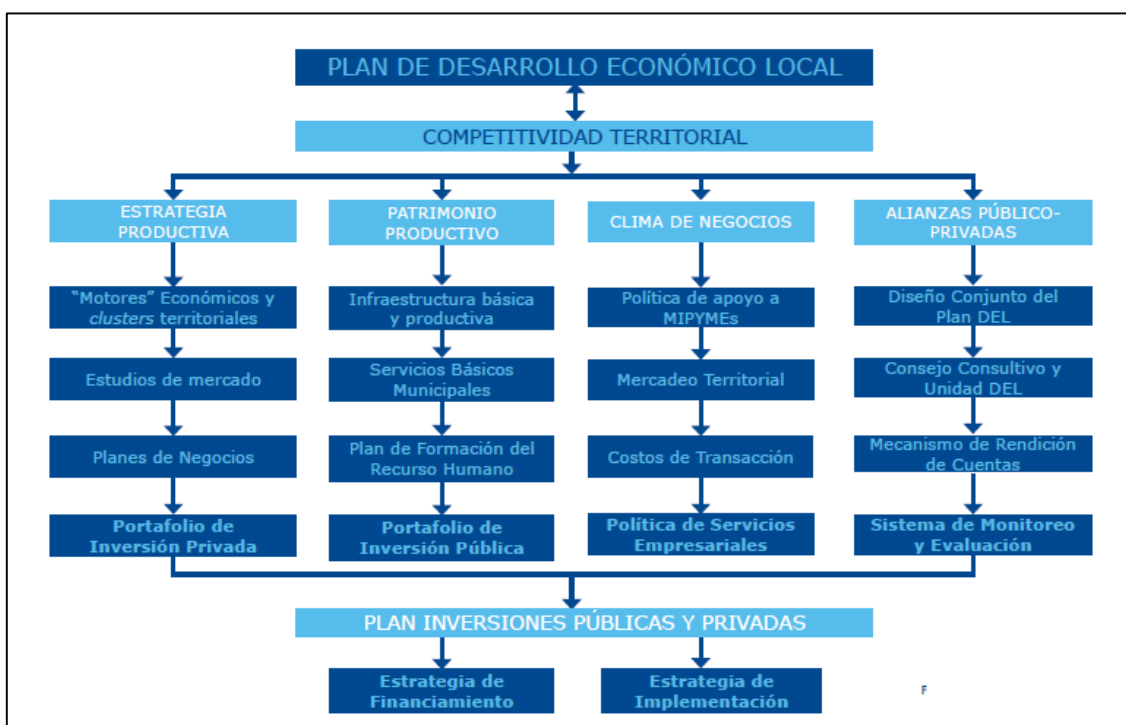 PLAN DE DESARROLLO ECONÓMICO LOCAL
COMPETITIVIDAD TERRITORIAL
ESTRATEGIA
PRODUCTIVA
"Motores" Económicos y
clusters territoriales
Estudios de mercado
Planes de Negocios
Portafolio de
Inversión Privada
PATRIMONIO
PRODUCTIVO
Infraestructura básica
y productiva
Servicios Básicos
Municipales
Plan de Formación del
Recurso Humano
Portafolio de
Inversión Pública
CLIMA DE NEGOCIOS
Política de apoyo a
MIPYMEs
Mercadeo Territorial
Costos de Transacción
Política de Servicios
Empresariales
ALIANZAS PÚBLICO-
PRIVADAS
Diseño Conjunto del
Plan DEL
Consejo Consultivo y
Unidad DEL
Mecanismo de Rendición
de Cuentas
Sistema de Monitoreo
y Evaluación
PLAN INVERSIONES PÚBLICAS Y PRIVADAS
Estrategia de
Financiamiento
Estrategia de
Implementación
F